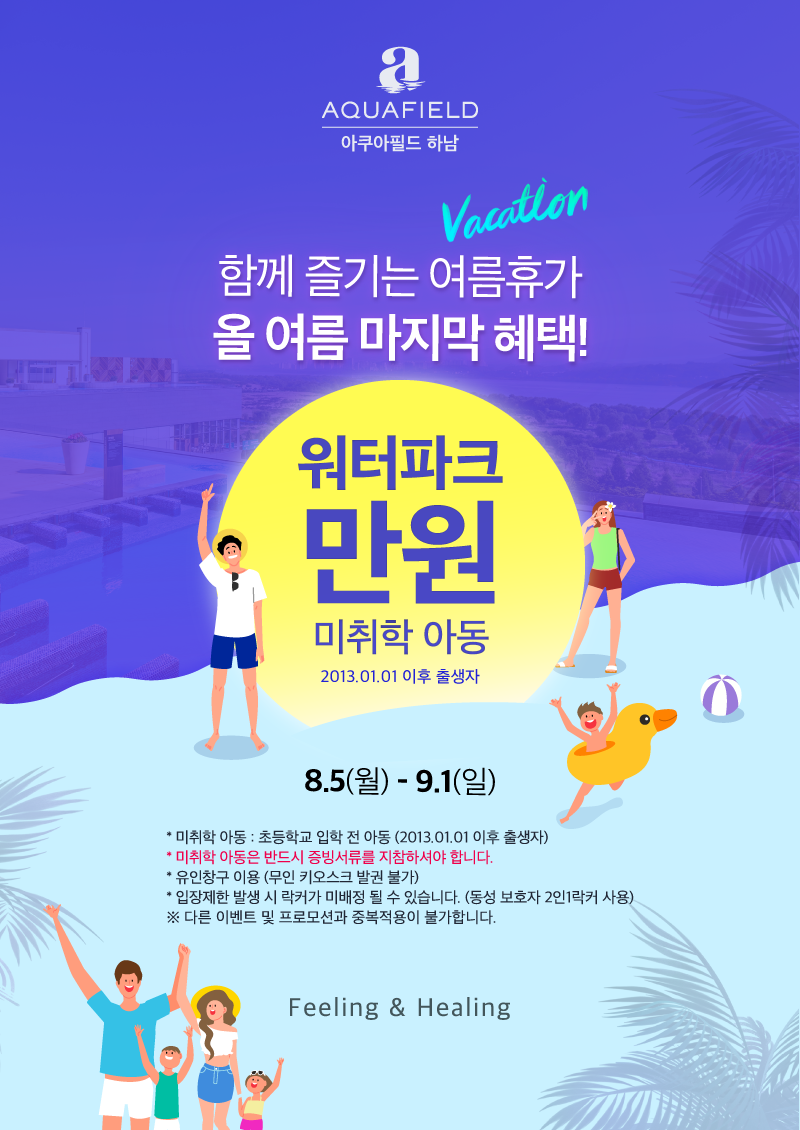 a
AQUAFIELD
아쿠아필드 하남
Vacation
함께 즐기는 여름휴가
올 여름 마지막 혜택!
워터파크
만원
미취학 아동
2013.01.01 이후 출생자
8.5(월) - 9.1(일)
* 미취학 아동 : 초등학교 입학 전 아동 (2013.01.01 이후 출생자)
* 미취학 아동은 반드시 증빙서류를 지참하셔야 합니다.
* 유인창구 이용 (무인 키오스크 발권 불가)
* 입장제한 발생 시 락커가 미배정 될 수 있습니다. (동성 보호자 2인1락커 사용)
※ 다른 이벤트 및 프로모션과 중복적용이 불가합니다.
Feeling & Healing